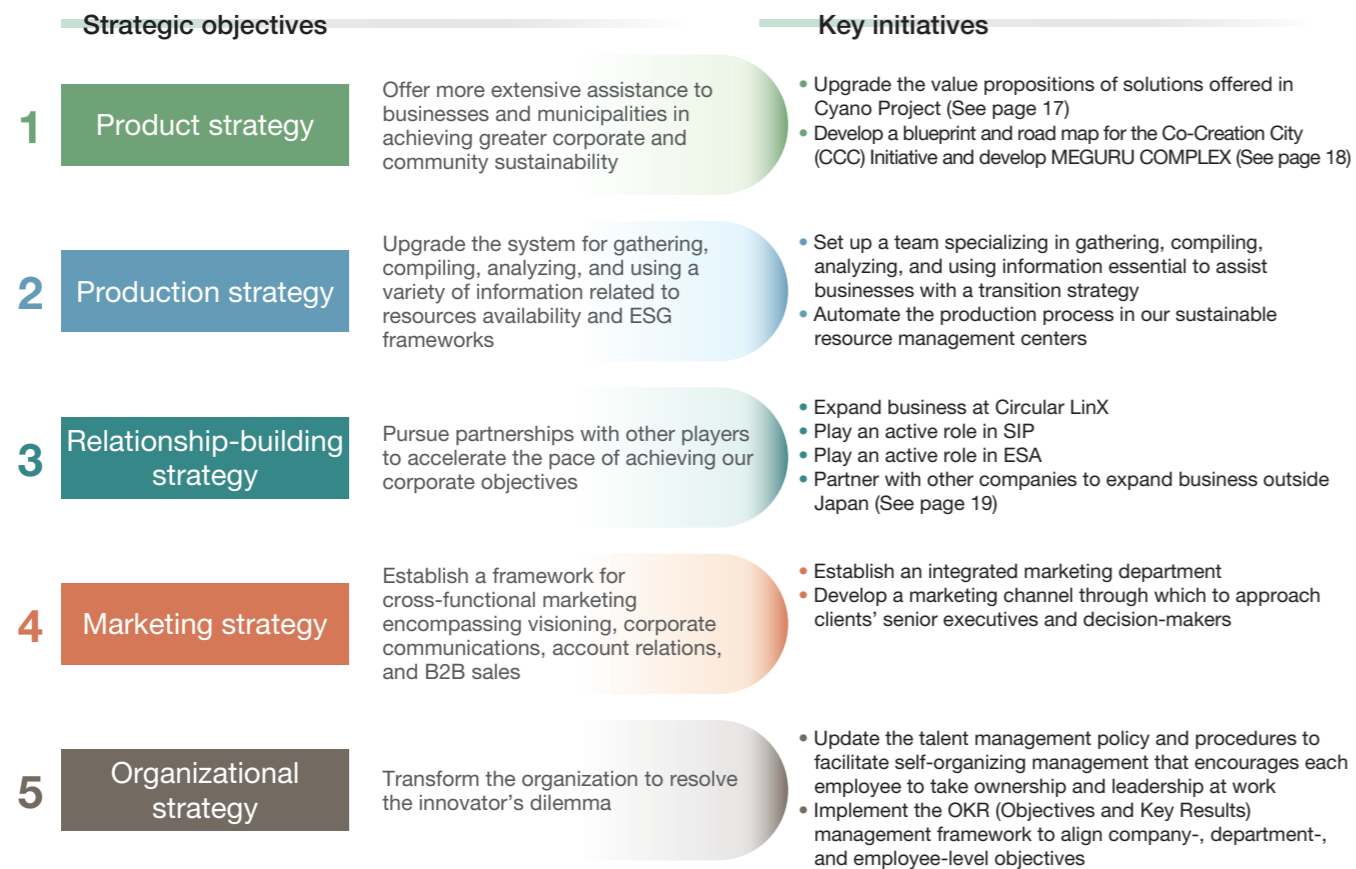 Strategic objectives
Key initiatives
1
Product strategy
Offer more extensive assistance to
businesses and municipalities in
achieving greater corporate and
community sustainability
• Upgrade the value propositions of solutions offered in
Cyano Project (See page 17)
• Develop a blueprint and road map for the Co-Creation City
(CCC) Initiative and develop MEGURU COMPLEX (See page 18)
2
Production strategy
Upgrade the system for gathering,
compiling, analyzing, and using a
variety of information related to
resources availability and ESG
frameworks
• Set up a team specializing in gathering, compiling,
analyzing, and using information essential to assist
businesses with a transition strategy
• Automate the production process in our sustainable
resource management centers
3
Relationship-building
strategy
Pursue partnerships with other players
to accelerate the pace of achieving our
corporate objectives
• Expand business at Circular LinX
• Play an active role in SIP
• Play an active role in ESA
• Partner with other companies to expand business outside
Japan (See page 19)
4
Marketing strategy
Establish a framework for
cross-functional marketing
encompassing visioning, corporate
communications, account relations,
and B2B sales
• Establish an integrated marketing department
• Develop a marketing channel through which to approach
clients’ senior executives and decision-makers
5
Organizational
strategy
Transform the organization to resolve
the innovator’s dilemma
• Update the talent management policy and procedures to
facilitate self-organizing management that encourages each
employee to take ownership and leadership at work
• Implement the OKR (Objectives and Key Results)
management framework to align company-, department-,
and employee-level objectives